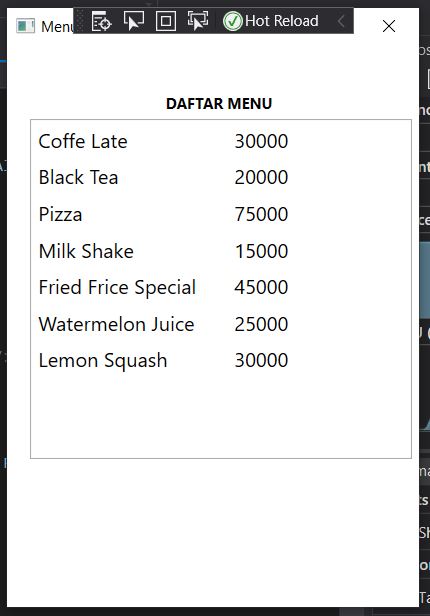 Menu
Hot Reload
DAFTAR MENU
Coffe Late 30000
Black Tea 20000
Pizza 75000
Milk Shake 15000
Fried Frice Special 45000
Watermelon Juice 25000
Lemon Squash 30000